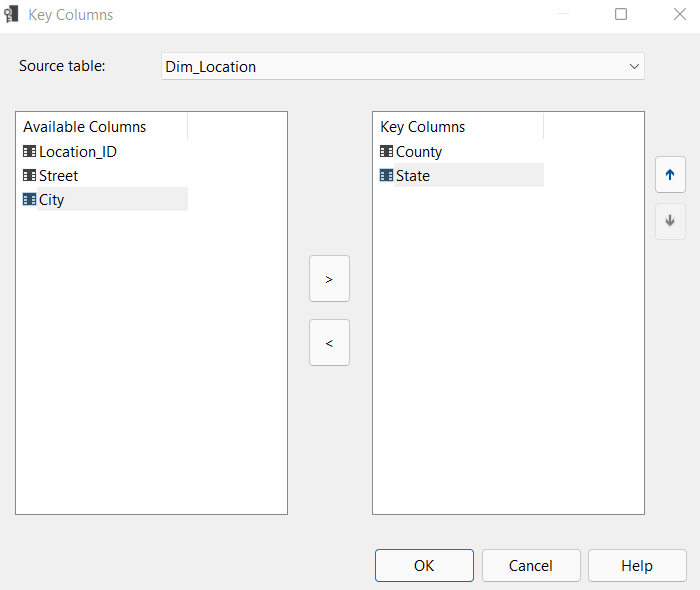 Key Columns
Source table:
Dim_Location
Available Columns
Location_ID
Street
City
>
<
Key Columns
County
State
OK
Cancel
Help